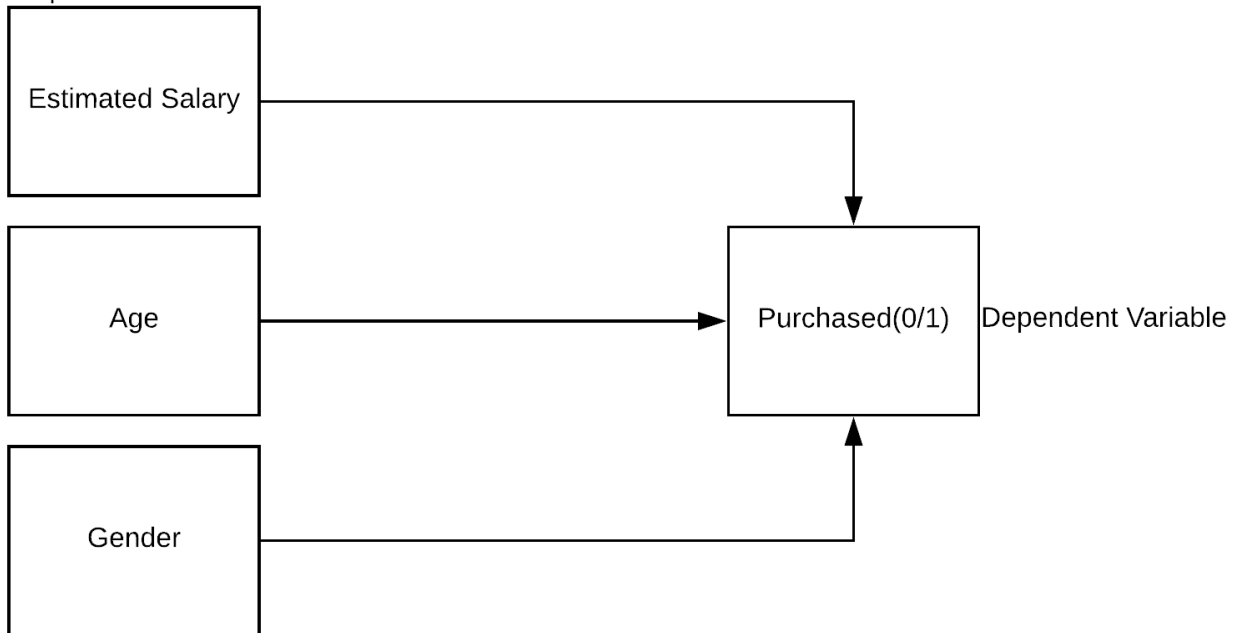 Estimated Salary
Age
Purchased(0/1)
Dependent Variable
Gender